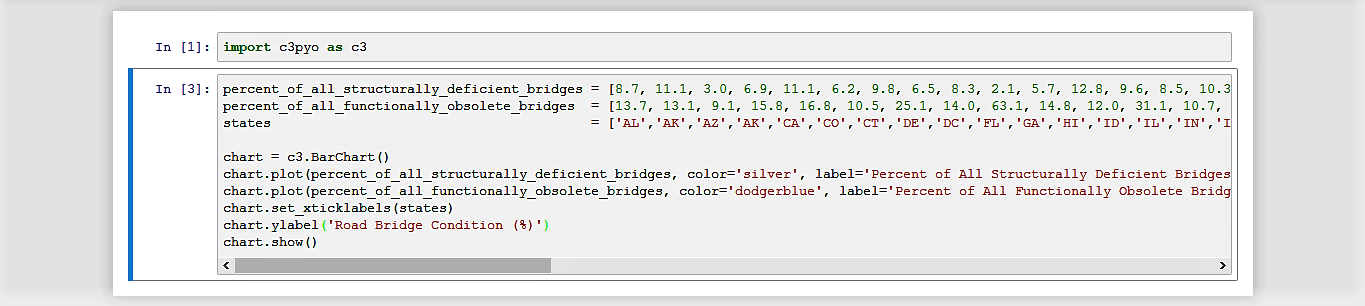 In [1]: import c3pyo as c3
In [3]: percent_of_all_structurally_deficient_bridges = [8.7, 11.1, 3.0, 6.9, 11.1, 6.2, 9.8, 6.5, 8.3, 2.1, 5.7, 12.8, 9.6, 8.5, 10.3
percent_of_all_functionally_obsolete_bridges  = [13.7, 13.1, 9.1, 15.8, 16.8, 10.5, 25.1, 14.0, 63.1, 14.8, 12.0, 31.1, 10.7,
states                                        = ['AL','AK','AZ','AK','CA','CO','CT','DE','DC','FL','GA','HI','ID','IL','IN','I
chart = c3.BarChart()
chart.plot(percent_of_all_structurally_deficient_bridges, color='silver', label='Percent of All Structurally Deficient Bridges
chart.plot(percent_of_all_functionally_obsolete_bridges, color='dodgerblue', label='Percent of All Functionally Obsolete Bridg
chart.set_xticklabels(states)
chart.ylabel('Road Bridge Condition (%)')
chart.show()